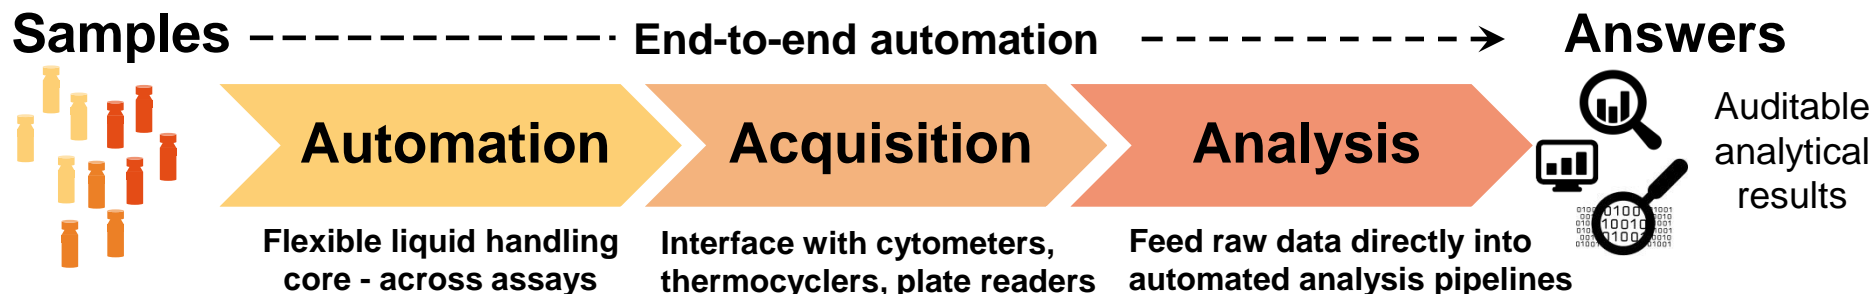 Samples
End-to-end automation
Answers
Automation
Acquisition
Analysis
Auditable
analytical
results
Flexible liquid handling
core - across assays
Interface with cytometers,
thermocyclers, plate readers
Feed raw data directly into
automated analysis pipelines